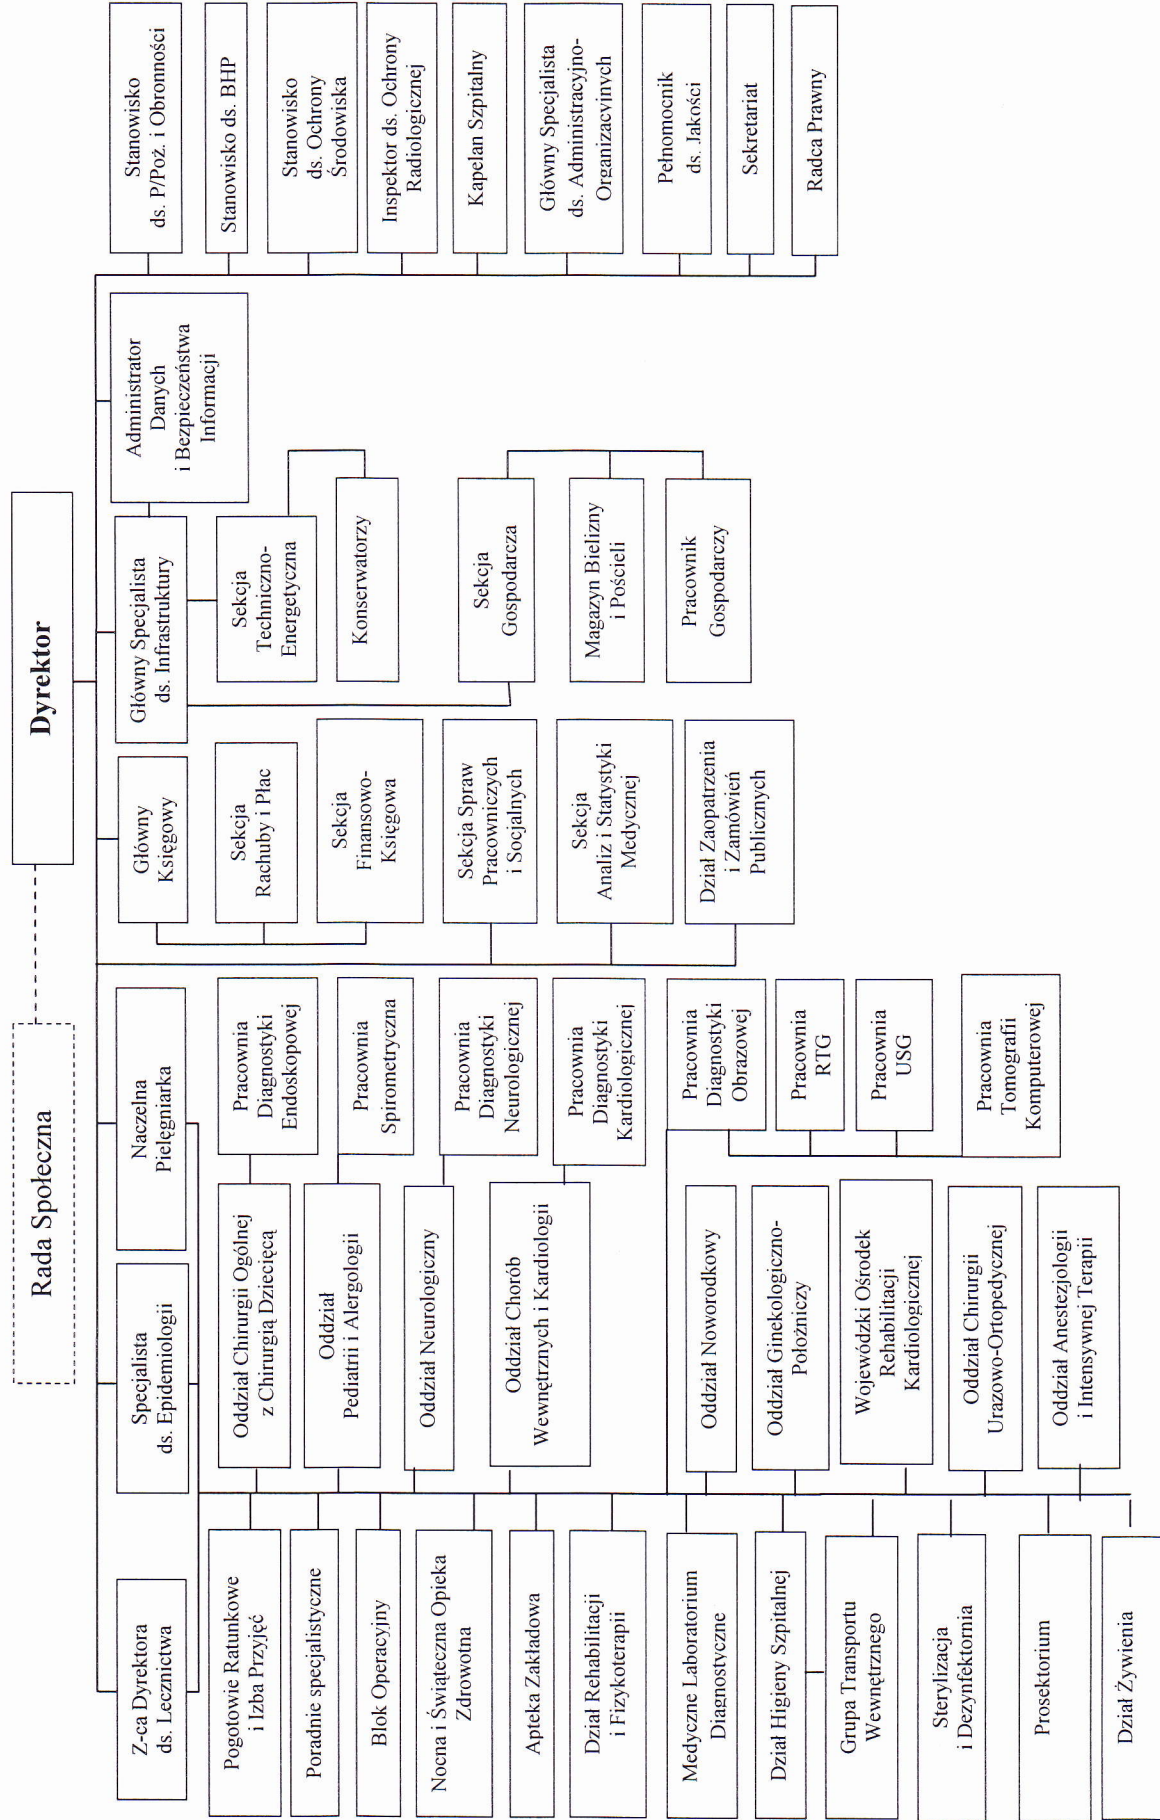 Rada Społeczna
Dyrektor
Z-ca Dyrektora
ds. Lecznictwa
Specjalista
ds. Epidemiologii
Naczelna
Pielęgniarka
Główny
Księgowy
Główny Specjalista
ds. Infrastruktury
Administrator
Danych
i Bezpieczeństwa
Informacji
Stanowisko
ds. P/Poż. i Obronności
Stanowisko ds. BHP
Stanowisko
ds. Ochrony
Środowiska
Inspektor ds. Ochrony
Radiologicznej
Kapelan Szpitalny
Główny Specjalista
ds. Administracyjno-
Organizacyjnych
Pełnomocnik
ds. Jakości
Sekretariat
Radca Prawny
Pogotowie Ratunkowe
i Izba Przyjęć
Poradnie specjalistyczne
Blok Operacyjny
Nocna i Świąteczna Opieka
Zdrowotna
Apteka Zakładowa
Dział Rehabilitacji
i Fizykoterapii
Medyczne Laboratorium
Diagnostyczne
Dział Higieny Szpitalnej
Grupa Transportu
Wewnętrznego
Sterylizacja
i Dezynfektornia
Prosektorium
Dział Żywienia
Oddział Chirurgii Ogólnej
z Chirurgią Dziecięcą
Oddział
Pediatrii i Alergologii
Oddział Neurologiczny
Oddział Chorób
Wewnętrznych i Kardiologii
Oddział Noworodkowy
Oddział Ginekologiczno-
Położniczy
Wojewódzki Ośrodek
Rehabilitacji
Kardiologicznej
Oddział Chirurgii
Urazowo-Ortopedycznej
Oddział Anestezjologii
i Intensywnej Terapii
Pracownia
Diagnostyki
Endoskopowej
Pracownia
Spirometryczna
Pracownia
Diagnostyki
Neurologicznej
Pracownia
Diagnostyki
Kardiologicznej
Pracownia
Diagnostyki
Obrazowej
Pracownia
RTG
Pracownia
USG
Pracownia
Tomografii
Komputerowej
Sekcja
Rachuby i Płac
Sekcja
Finansowo-
Księgowa
Sekcja Spraw
Pracowniczych
i Socjalnych
Sekcja
Analiz i Statystyki
Medycznej
Dział Zaopatrzenia
i Zamówień
Publicznych
Sekcja
Techniczno-
Energetyczna
Konserwatorzy
Sekcja
Gospodarcza
Magazyn Bielizny
i Pościeli
Pracownik
Gospodarczy